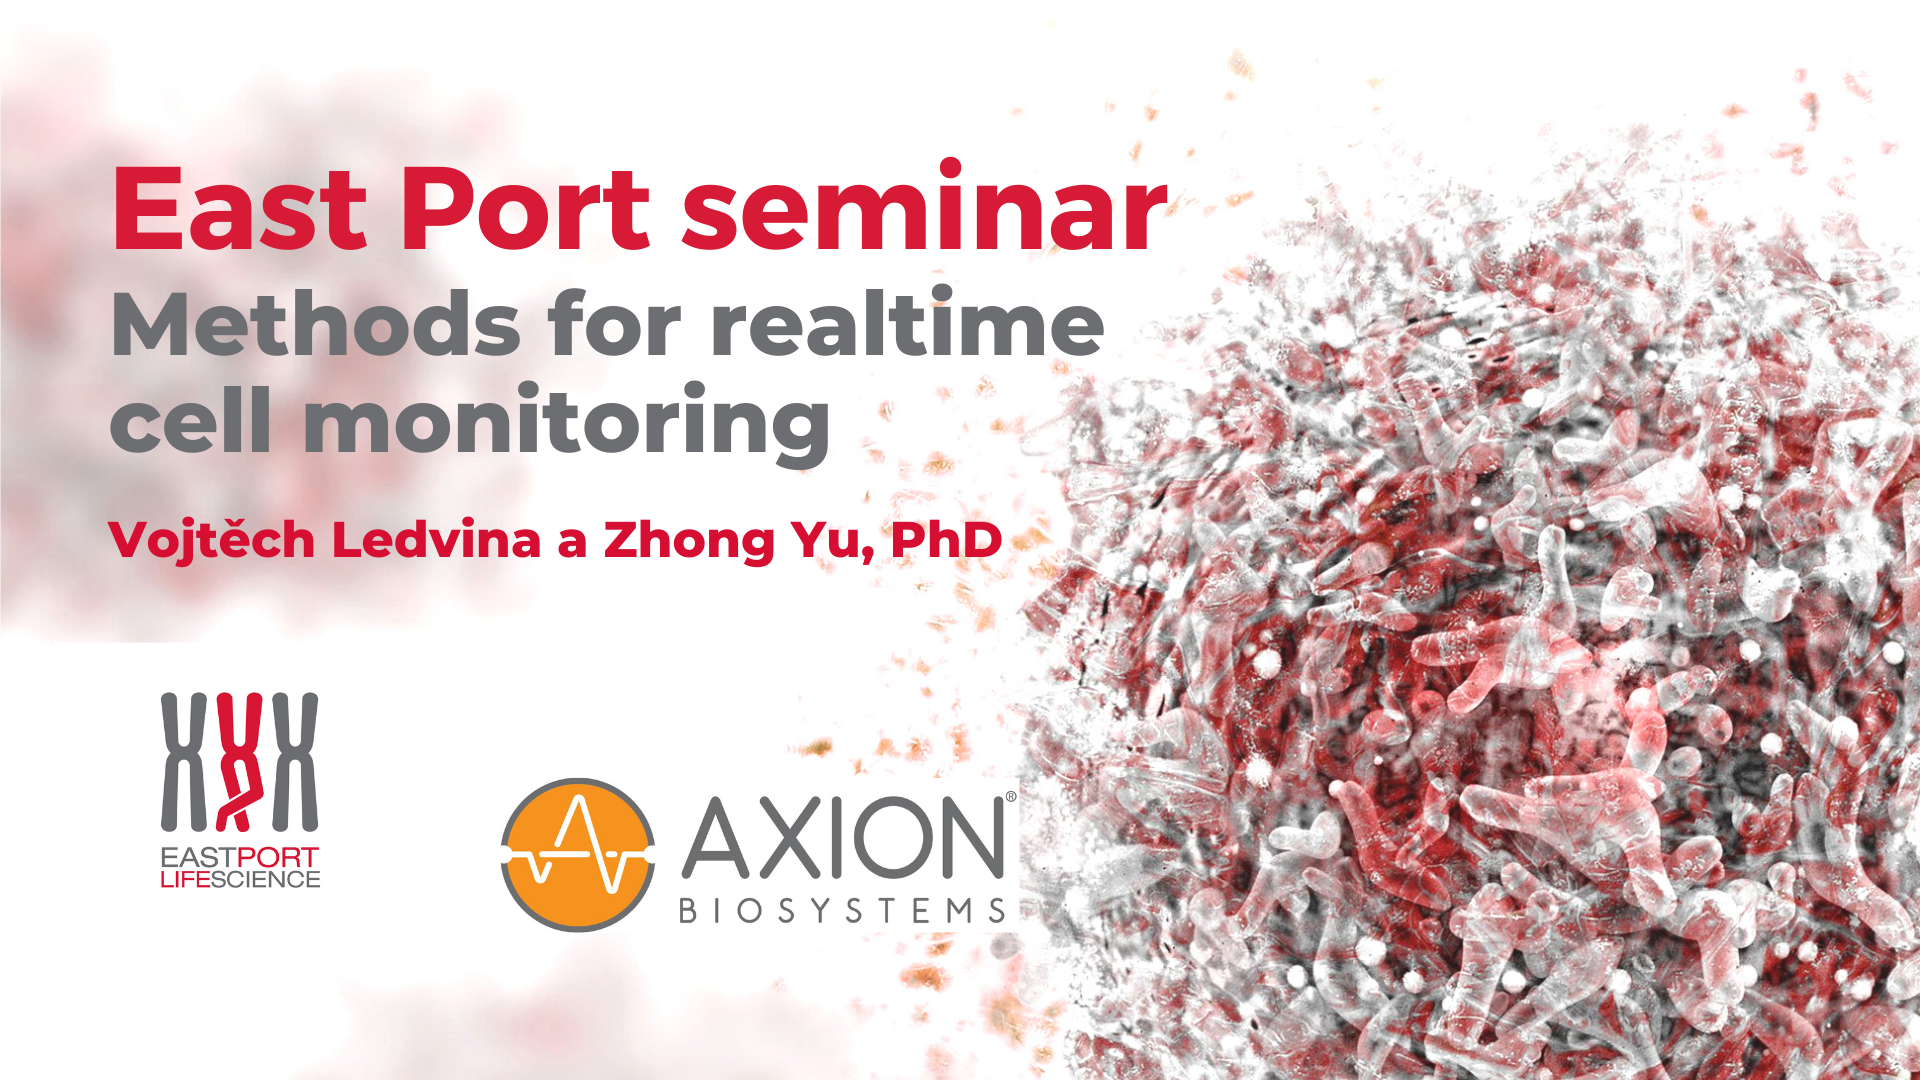 East Port seminar
Methods for realtime
cell monitoring
Vojtěch Ledvina a Zhong Yu, PhD
EASTPORT
LIFESCIENCE
AXION®
BIOSYSTEMS